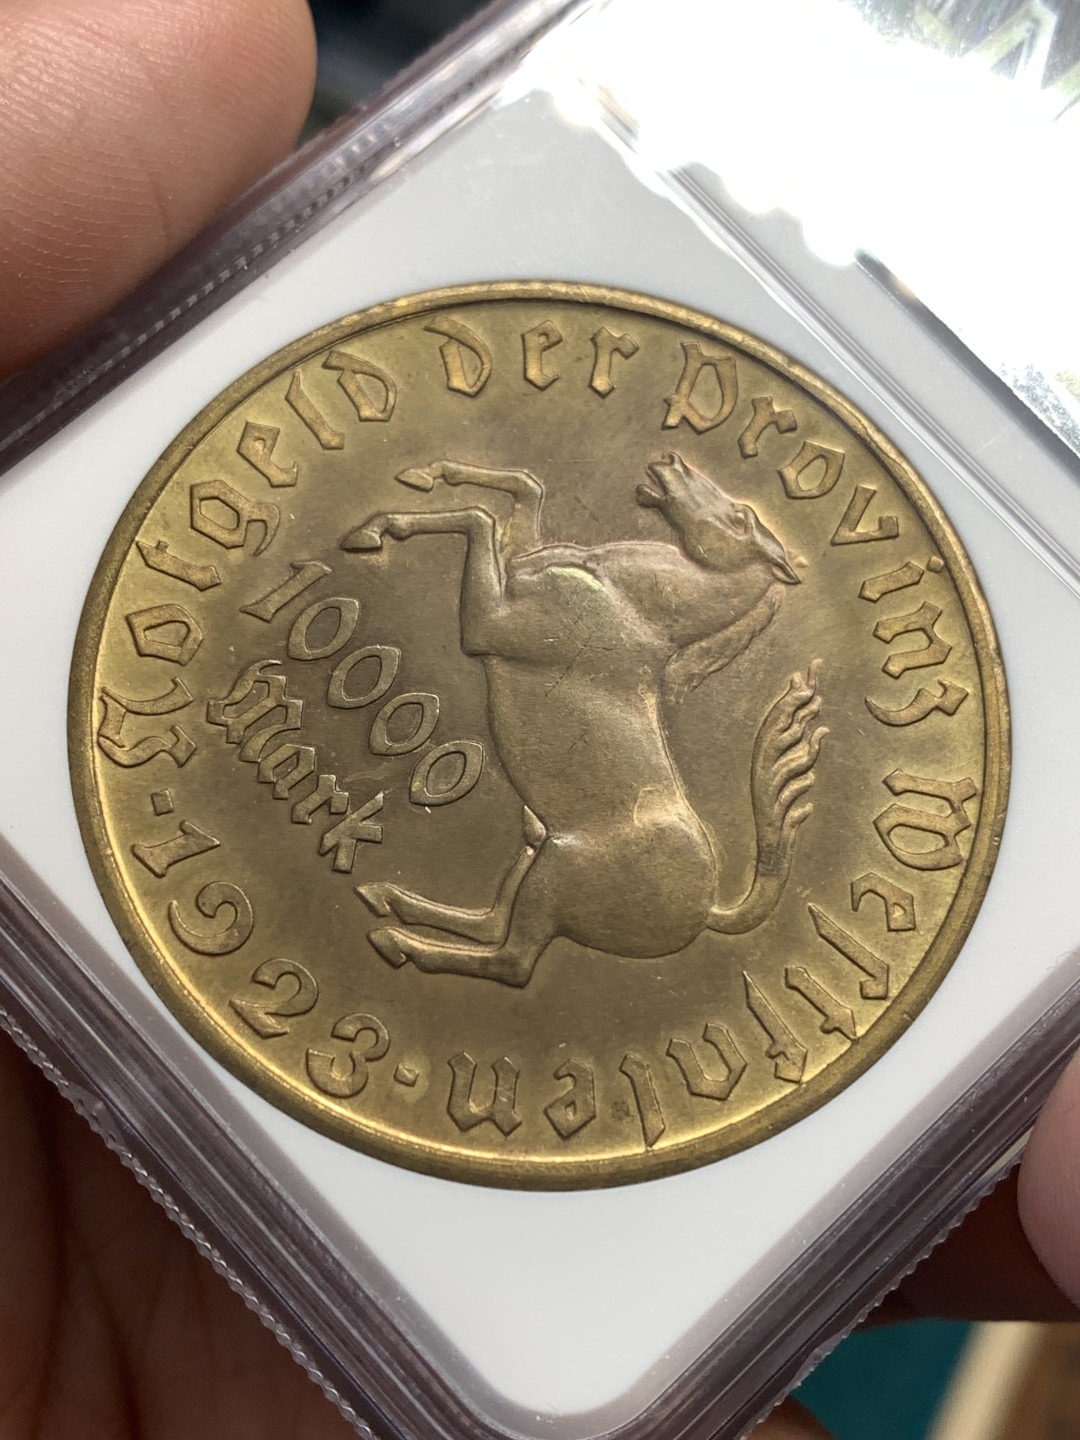 Notgeld der Provinz Weſtfalen
·1923·
10000
Mark